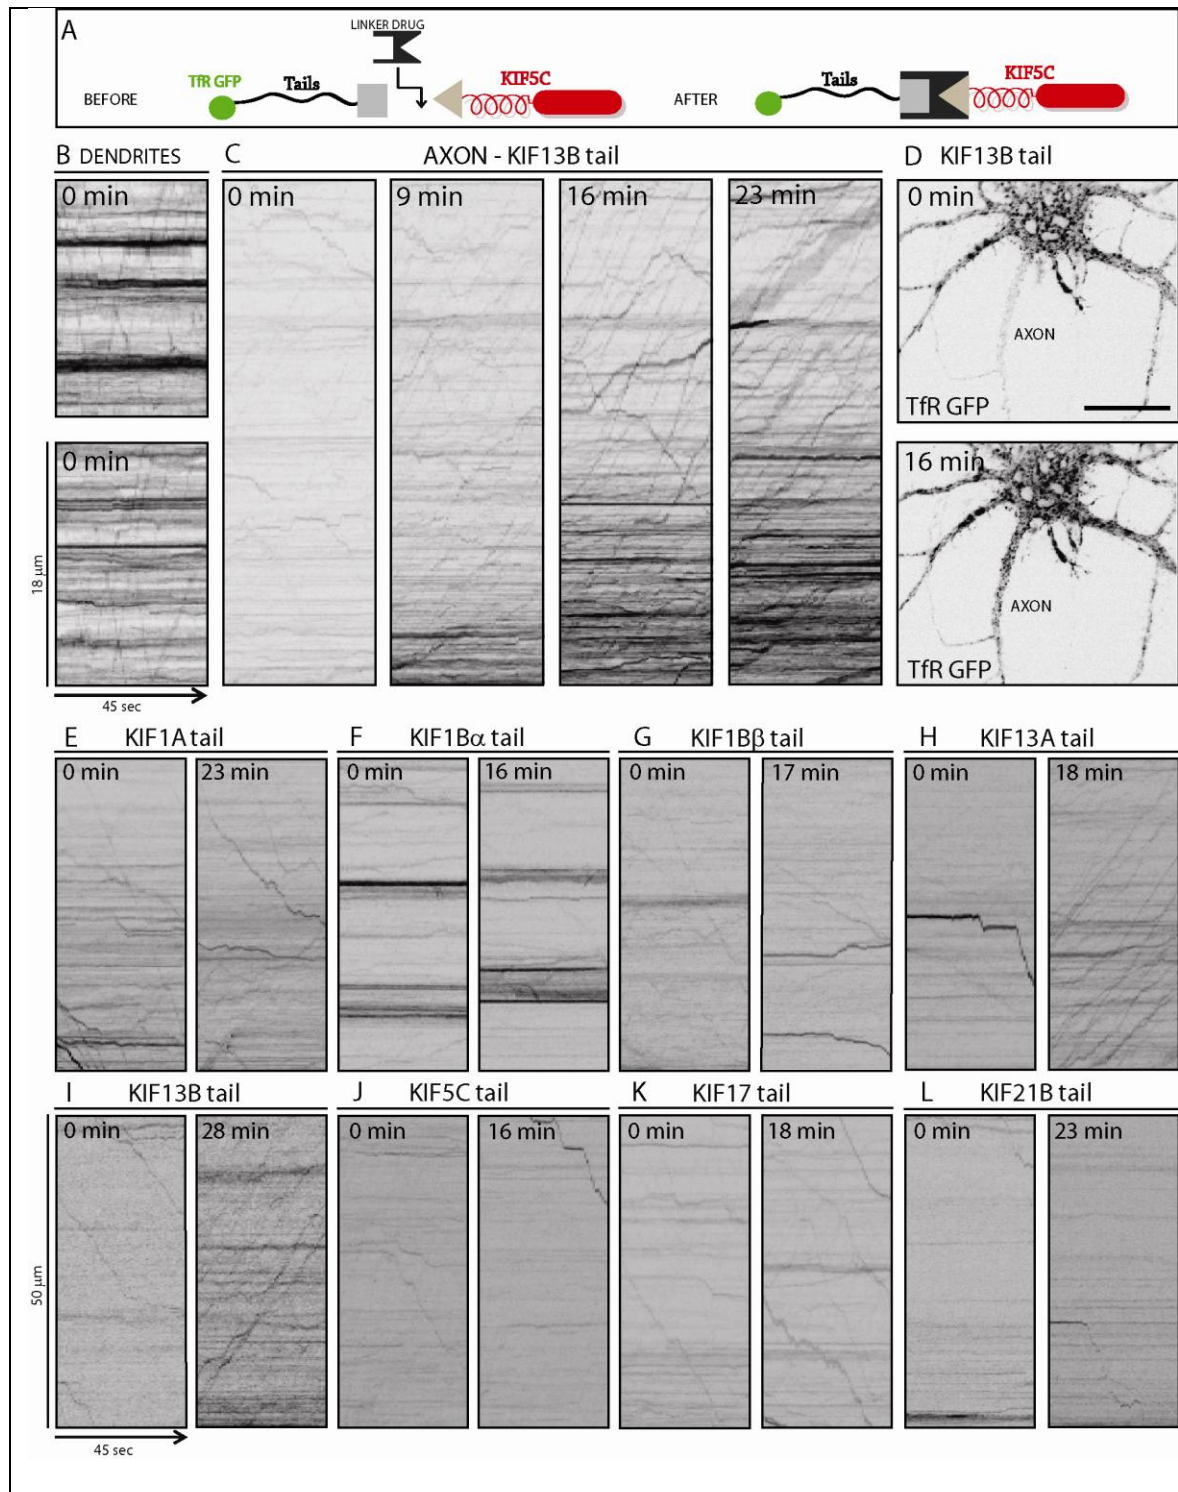 A
LINKER DRUG
TfR GFP
Tails
KIF5C
Tails
KIF5C
BEFORE
AFTER
B DENDRITES
C AXON - KIF13B tail
D KIF13B tail
0 min
0 min
9 min
16 min
23 min
0 min
AXON
TfR GFP
0 min
18 µm
45 sec
16 min
AXON
TfR GFP
E KIF1A tail
F KIF1Bα tail
G KIF1Bβ tail
H KIF13A tail
0 min
23 min
0 min
16 min
0 min
17 min
0 min
18 min
I KIF13B tail
J KIF5C tail
K KIF17 tail
L KIF21B tail
0 min
28 min
0 min
16 min
0 min
18 min
0 min
23 min
50 µm
45 sec